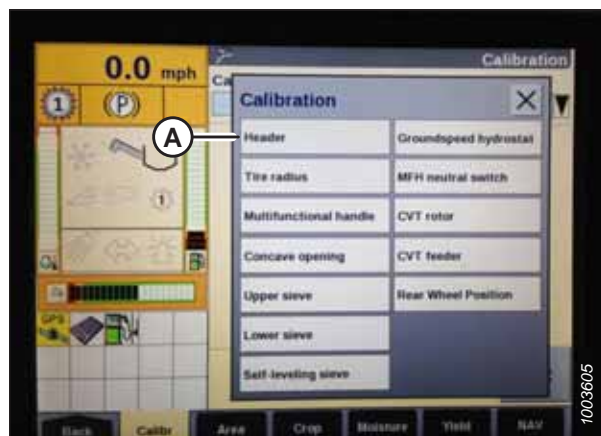 0.0 mph
Calibration
Ca
1
(P)
Calibration
A
Header
Groundspeed hydrostat
Tire radius
MFH neutral switch
1
Multifunctional handle
CVT rotor
Concave opening
CVT feeder
Upper sieve
Rear Wheel Position
GPS
Lower sieve
Self-leveling sieve
Back
Calibr
Area
Crop
Moisture
Yield
NAV
1003605